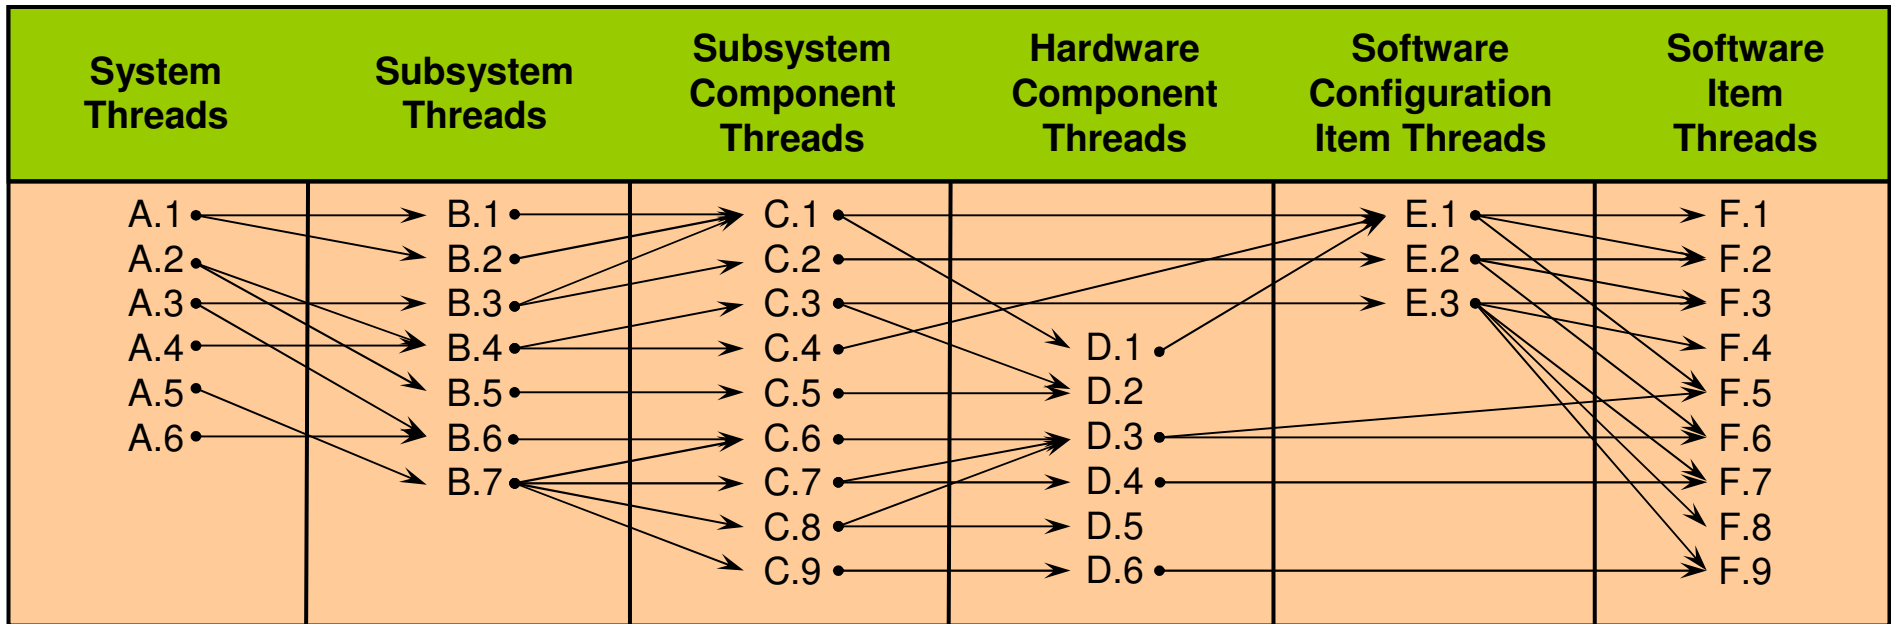 System
Threads
Subsystem
Threads
Subsystem
Component
Threads
Hardware
Component
Threads
Software
Configuration
Item Threads
Software
Item
Threads
A.1
A.2
A.3
A.4
A.5
A.6
B.1
B.2
B.3
B.4
B.5
B.6
B.7
C.1
C.2
C.3
C.4
C.5
C.6
C.7
C.8
C.9
D.1
D.2
D.3
D.4
D.5
D.6
E.1
E.2
E.3
F.1
F.2
F.3
F.4
F.5
F.6
F.7
F.8
F.9